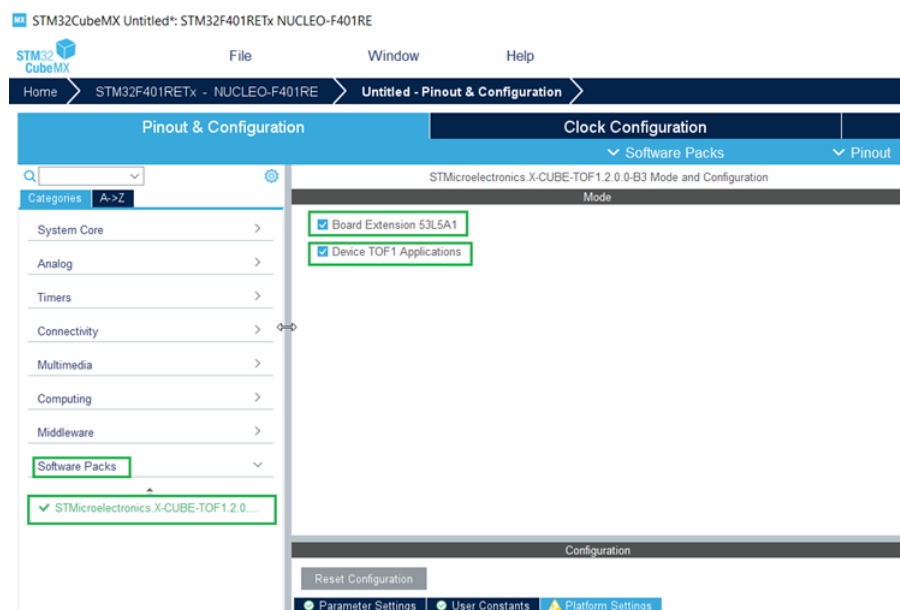 MX STM32CubeMX Untitled*: STM32F401RETx NUCLEO-F401RE
STM32
CubeMX
File Window Help
Home STM32F401RETx - NUCLEO-F401RE Untitled - Pinout & Configuration
Pinout & Configuration Clock Configuration
Software Packs Pinout
STMicroelectronics.X-CUBE-TOF1.2.0.0-B3 Mode and Configuration
Categories A->Z
Mode
System Core
Board Extension 53L5A1
Device TOF1 Applications
Analog
Timers
Connectivity
Multimedia
Computing
Middleware
Software Packs
STMicroelectronics.X-CUBE-TOF1.2.0....
Configuration
Reset Configuration
Parameter Settings User Constants Platform Settings